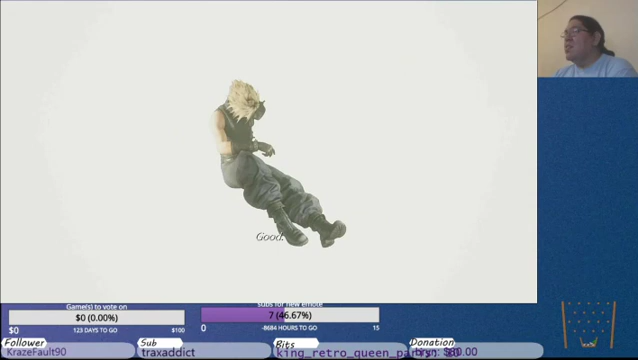 Good.
Game(s) to vote on
$0 (0.00%)
$0
123 DAYS TO GO
$100
Subs for new emote
7 (46.67%)
0
-8684 HOURS TO GO
15
Follower
KrazeFault90
Sub
traxaddict
Bits
Donation